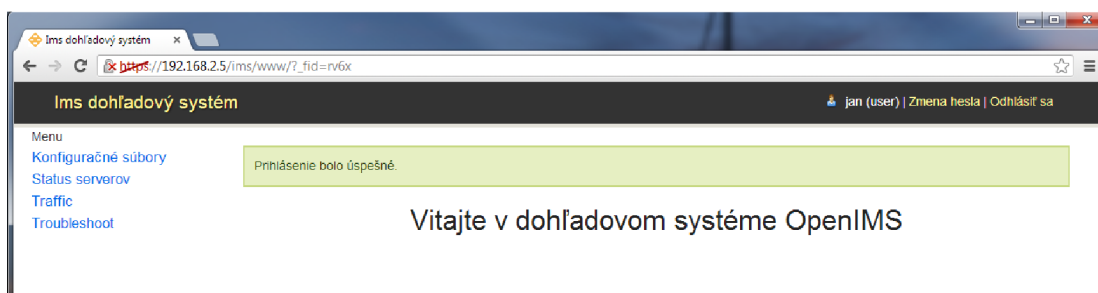 Ims dohľadový systém
https://192.168.2.5/ims/www/?_fid=rv6x
Ims dohľadový systém
jan (user) | Zmena hesla | Odhlásiť sa
Menu
Konfiguračné súbory
Prihlásenie bolo úspešné.
Status serverov
Traffic
Troubleshoot
Vitajte v dohľadovom systéme OpenIMS